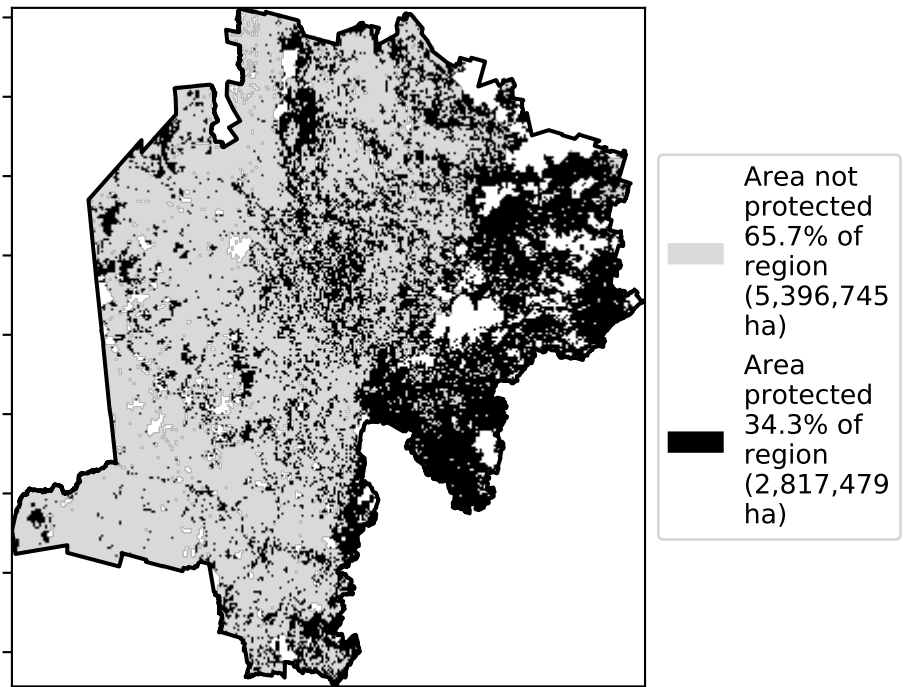 Area not
protected
65.7% of
region
(5,396,745
ha)
Area
protected
34.3% of
region
(2,817,479
ha)